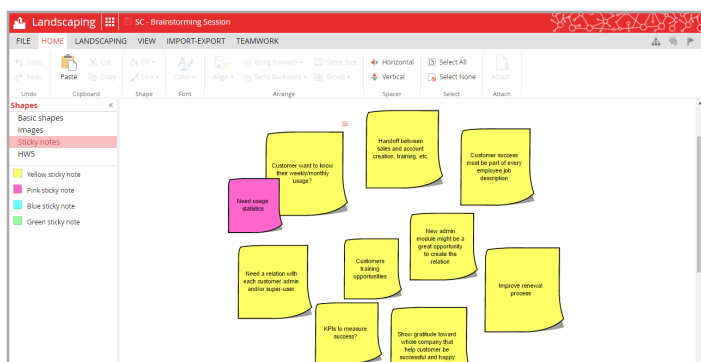 Landscaping
SC - Brainstorming Session
FILE HOME LANDSCAPING VIEW IMPORT-EXPORT TEAMWORK
Undo
Redo
Undo
Paste
Cut
Copy
Clipboard
Fill
Line
Shape
Color
Font
Align
Bring Forward
Send Backward
Same Size
Group
Arrange
Horizontal
Vertical
Spacer
Select All
Select None
Select
Attach
Attach
Shapes
Basic shapes
Images
Sticky notes
HW5
Yellow sticky note
Pink sticky note
Blue sticky note
Green sticky note
Customer want to know
their weekly/monthly
usage?
Need usage
statistics
Handoff between
sales and account
creation, training, etc.
Customer success
must be part of every
employee job
description
New admin
module might be a
great opportunity
to create the
relation
Customers
training
opportunities
Need a relation with
each customer admin
and/or super-user
Improve renewal
process
KPIs to measure
success?
Show gratitude toward
whole company that
help customer be
successful and happy